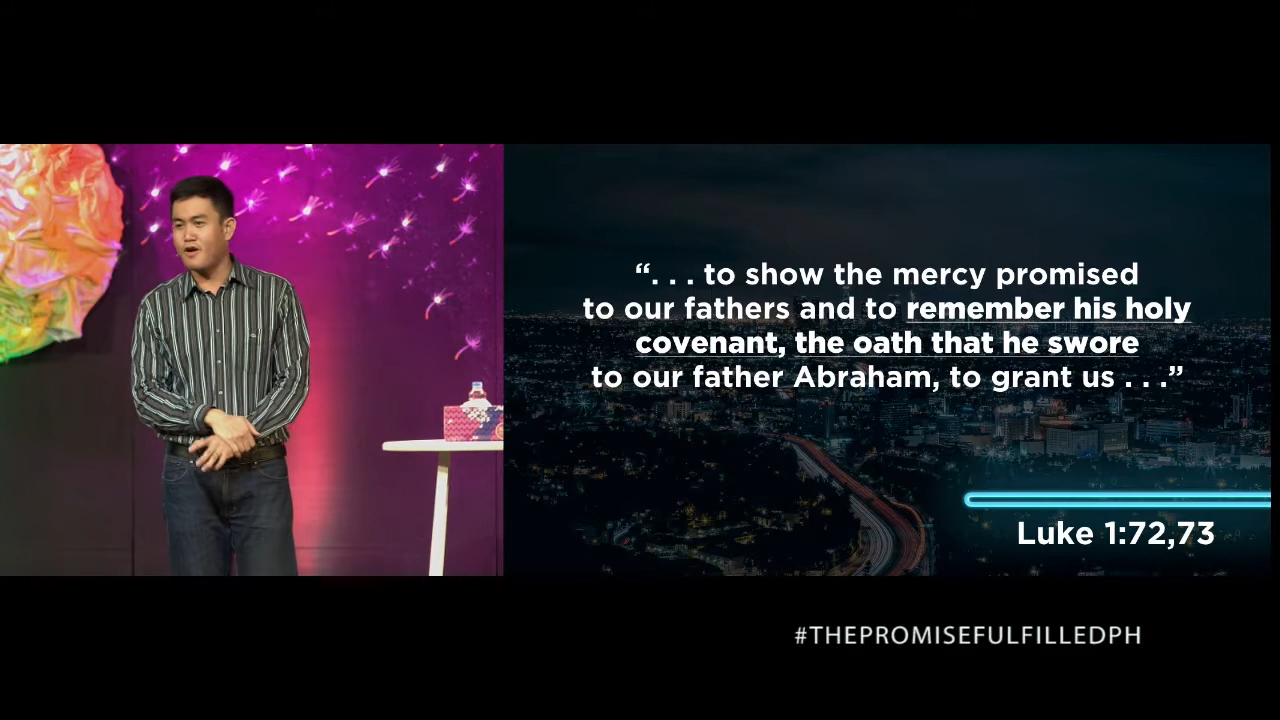 “. . . to show the mercy promised
to our fathers and to remember his holy
covenant, the oath that he swore
to our father Abraham, to grant us . . .”
Luke 1:72,73
#THEPROMISEFULFILLEDPH